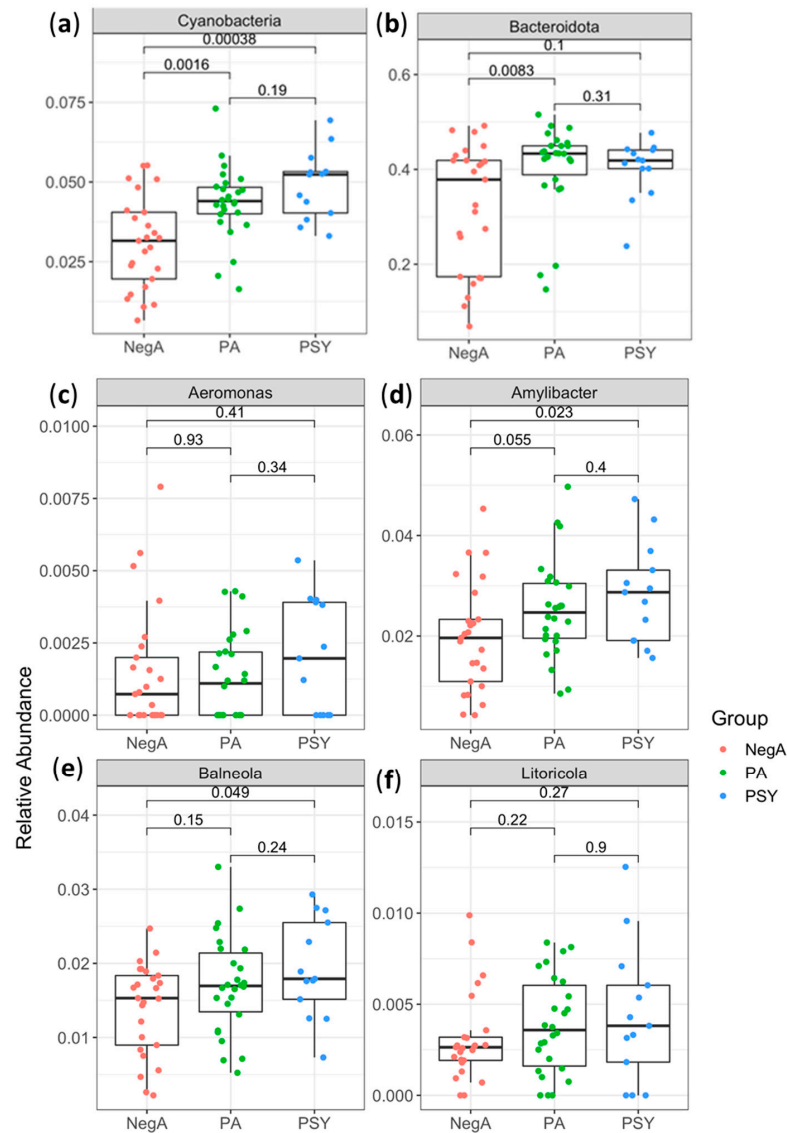 (a)
Cyanobacteria
0.00038
0.0016
0.19
0.075
0.050
0.025
NegA PA PSY
(b)
Bacteroidota
0.1
0.0083
0.31
0.6
0.4
0.2
NegA PA PSY
(c)
Aeromonas
0.41
0.93
0.34
0.0100
0.0075
0.0050
0.0025
0.0000
NegA PA PSY
(d)
Amylibacter
0.023
0.055
0.4
0.06
0.04
0.02
NegA PA PSY
Relative Abundance
(e)
Balneola
0.049
0.15
0.24
0.04
0.03
0.02
0.01
NegA PA PSY
(f)
Litoricola
0.27
0.22
0.9
0.015
0.010
0.005
0.000
NegA PA PSY
Group
NegA
PA
PSY